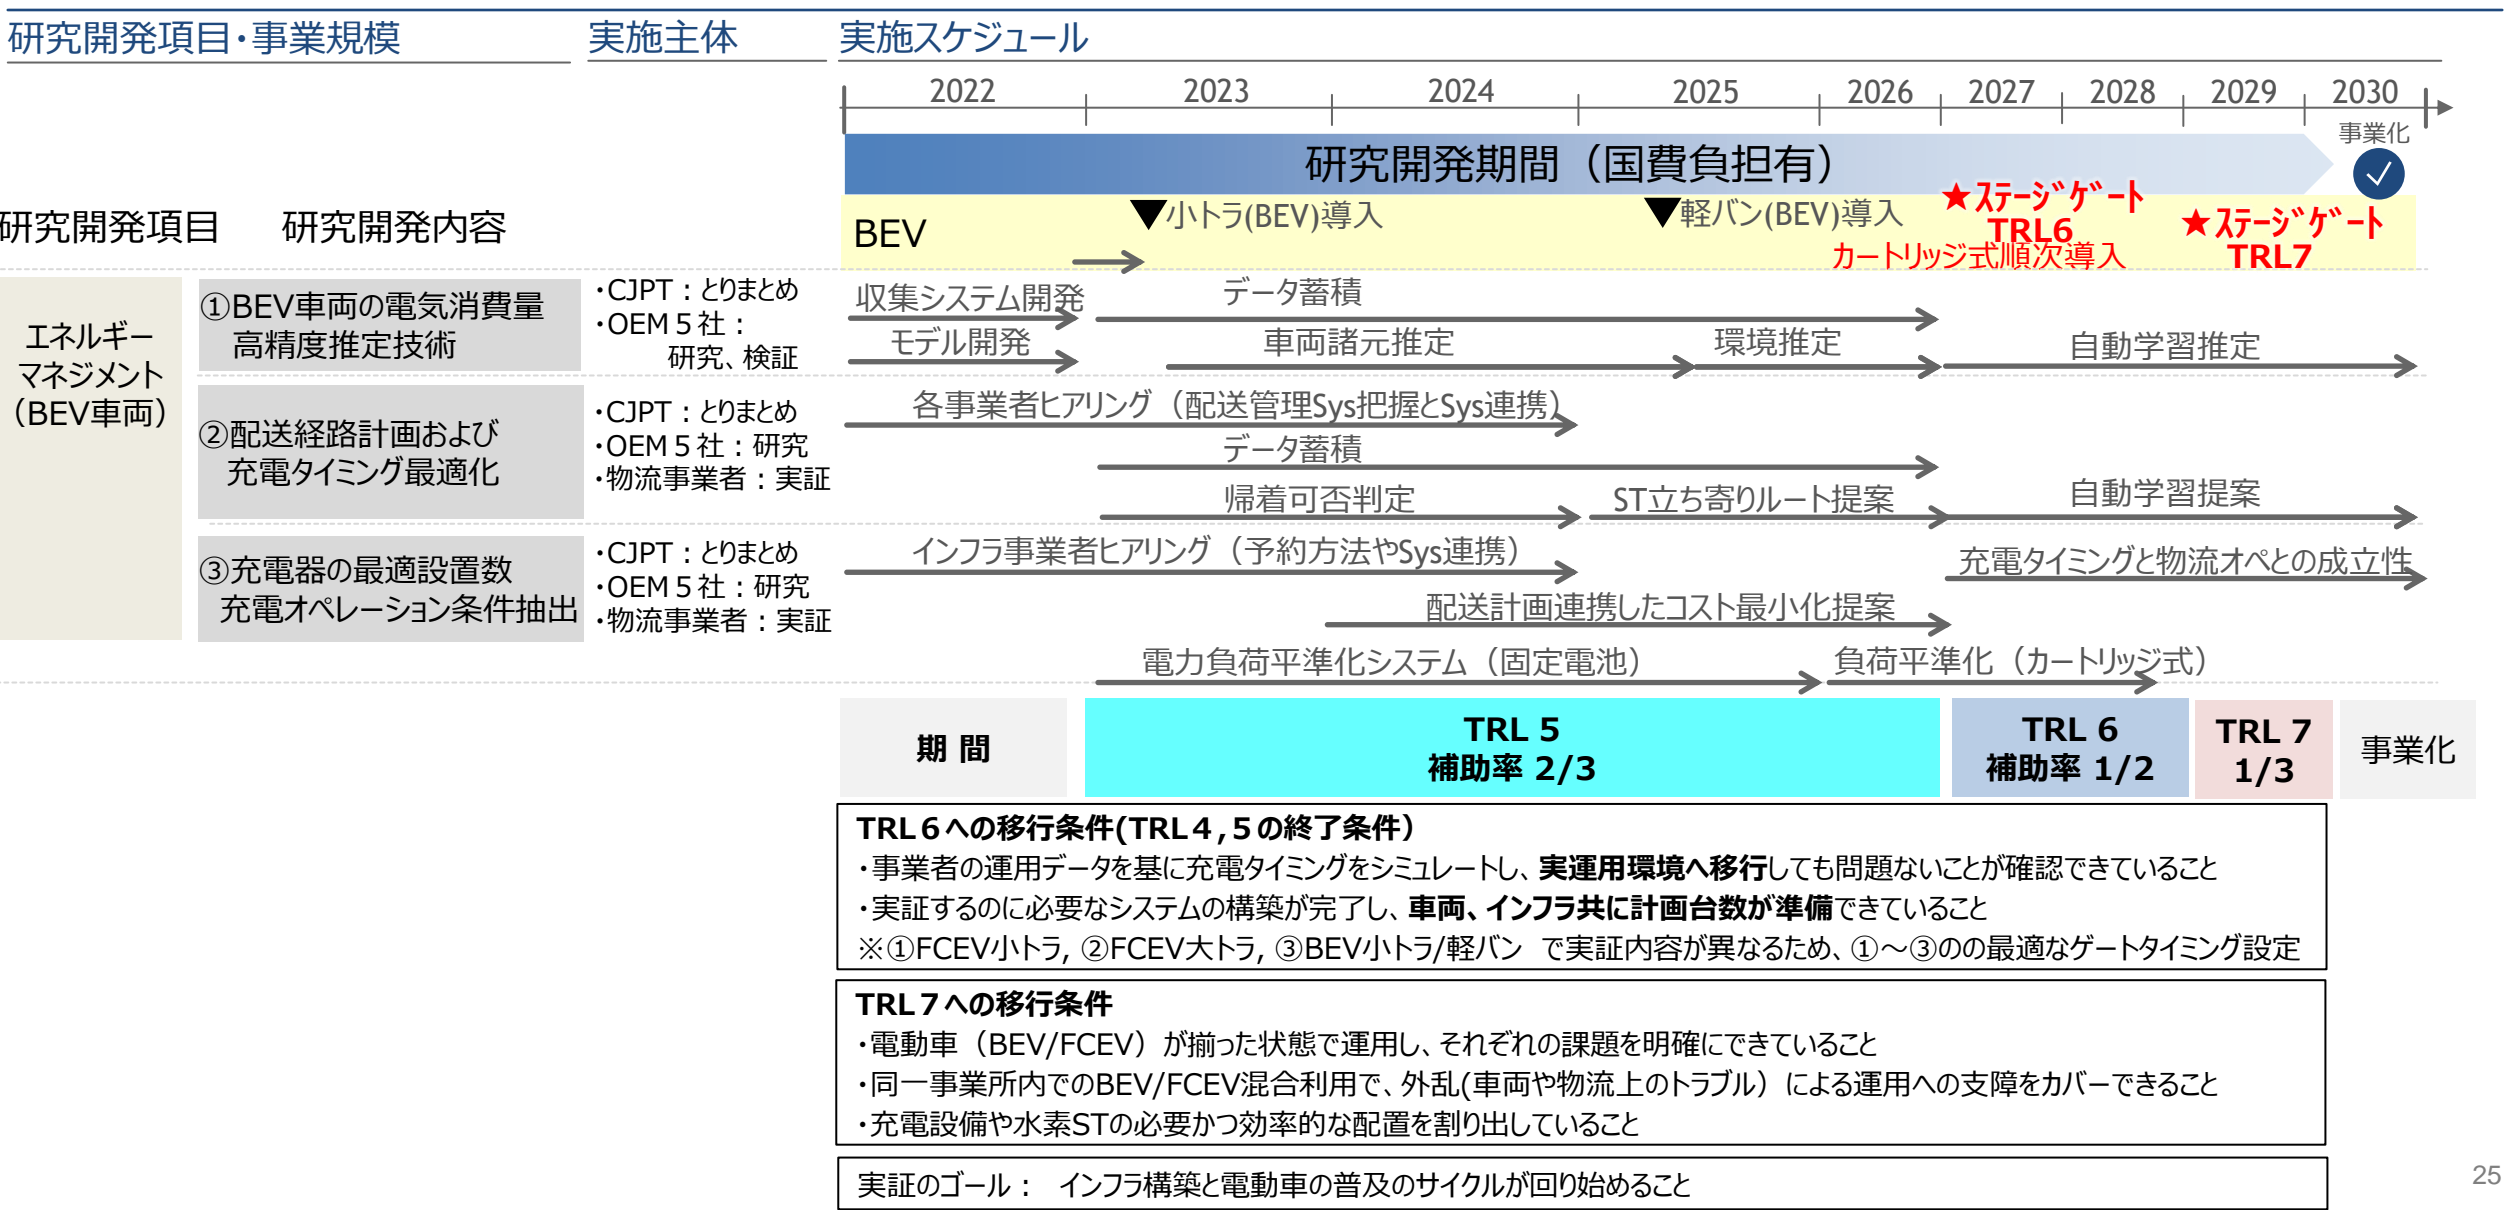 研究開発項目・事業規模
実施主体
実施スケジュール
2022 2023 2024 2025 2026 2027 2028 2029 2030
事業化
研究開発期間（国費負担有）
研究開発項目 研究開発内容
BEV
▼小トラ(BEV)導入
▼軽バン(BEV)導入
★ｽﾃｰｼﾞｹﾞｰﾄ
TRL6
カートリッジ式順次導入
★ｽﾃｰｼﾞｹﾞｰﾄ
TRL7
エネルギー
マネジメント
（BEV車両）
①BEV車両の電気消費量
高精度推定技術
・CJPT：とりまとめ
・OEM５社：
研究、検証
収集システム開発
データ蓄積
モデル開発
車両諸元推定
環境推定
自動学習推定
②配送経路計画および
充電タイミング最適化
・CJPT：とりまとめ
・OEM５社：研究
・物流事業者：実証
各事業者ヒアリング（配送管理Sys把握とSys連携）
データ蓄積
帰着可否判定
ST立ち寄りルート提案
自動学習提案
③充電器の最適設置数
充電オペレーション条件抽出
・CJPT：とりまとめ
・OEM５社：研究
・物流事業者：実証
インフラ事業者ヒアリング（予約方法やSys連携）
充電タイミングと物流オペとの成立性
配送計画連携したコスト最小化提案
電力負荷平準化システム（固定電池）
負荷平準化（カートリッジ式）
期 間
TRL 5
補助率 2/3
TRL 6
補助率 1/2
TRL 7
1/3
事業化
TRL６への移行条件(TRL４,５の終了条件）
・事業者の運用データを基に充電タイミングをシミュレートし、実運用環境へ移行しても問題ないことが確認できていること
・実証するのに必要なシステムの構築が完了し、車両、インフラ共に計画台数が準備できていること
※①FCEV小トラ, ②FCEV大トラ, ③BEV小トラ/軽バン で実証内容が異なるため、①～③のの最適なゲートタイミング設定
TRL７への移行条件
・電動車（BEV/FCEV）が揃った状態で運用し、それぞれの課題を明確にできていること
・同一事業所内でのBEV/FCEV混合利用で、外乱(車両や物流上のトラブル）による運用への支障をカバーできること
・充電設備や水素STの必要かつ効率的な配置を割り出していること
実証のゴール： インフラ構築と電動車の普及のサイクルが回り始めること
25